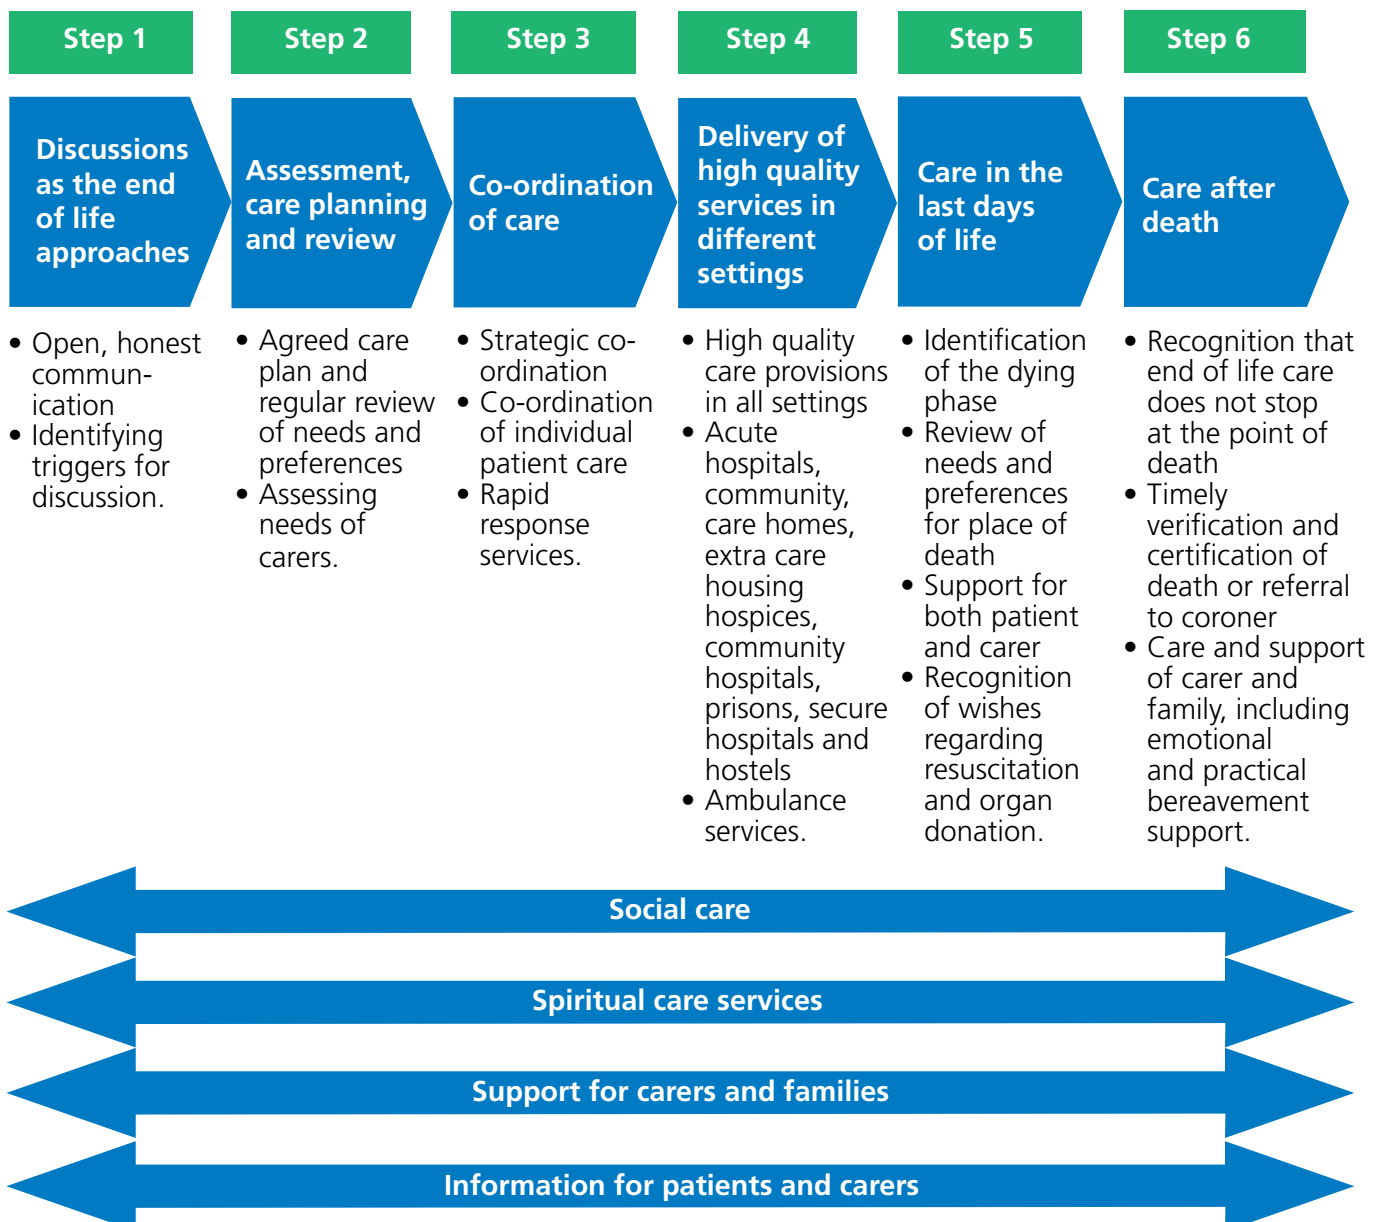 Step 1
Step 2
Step 3
Step 4
Step 5
Step 6
Discussions
as the end
of life
approaches
Assessment,
care planning
and review
Co-ordination
of care
Delivery of
high quality
services in
different
settings
Care in the
last days
of life
Care after
death
• Open, honest
commun-
ication
• Identifying
triggers for
discussion.
• Agreed care
plan and
regular review
of needs and
preferences
• Assessing
needs of
carers.
• Strategic co-
ordination
• Co-ordination
of individual
patient care
• Rapid
response
services.
• High quality
care provisions
in all settings
• Acute
hospitals,
community,
care homes,
extra care
housing
hospices,
community
hospitals,
prisons, secure
hospitals and
hostels
• Ambulance
services.
• Identification
of the dying
phase
• Review of
needs and
preferences
for place of
death
• Support for
both patient
and carer
• Recognition
of wishes
regarding
resuscitation
and organ
donation.
• Recognition that
end of life care
does not stop
at the point of
death
• Timely
verification and
certification of
death or referral
to coroner
• Care and support
of carer and
family, including
emotional
and practical
bereavement
support.
Social care
Spiritual care services
Support for carers and families
Information for patients and carers